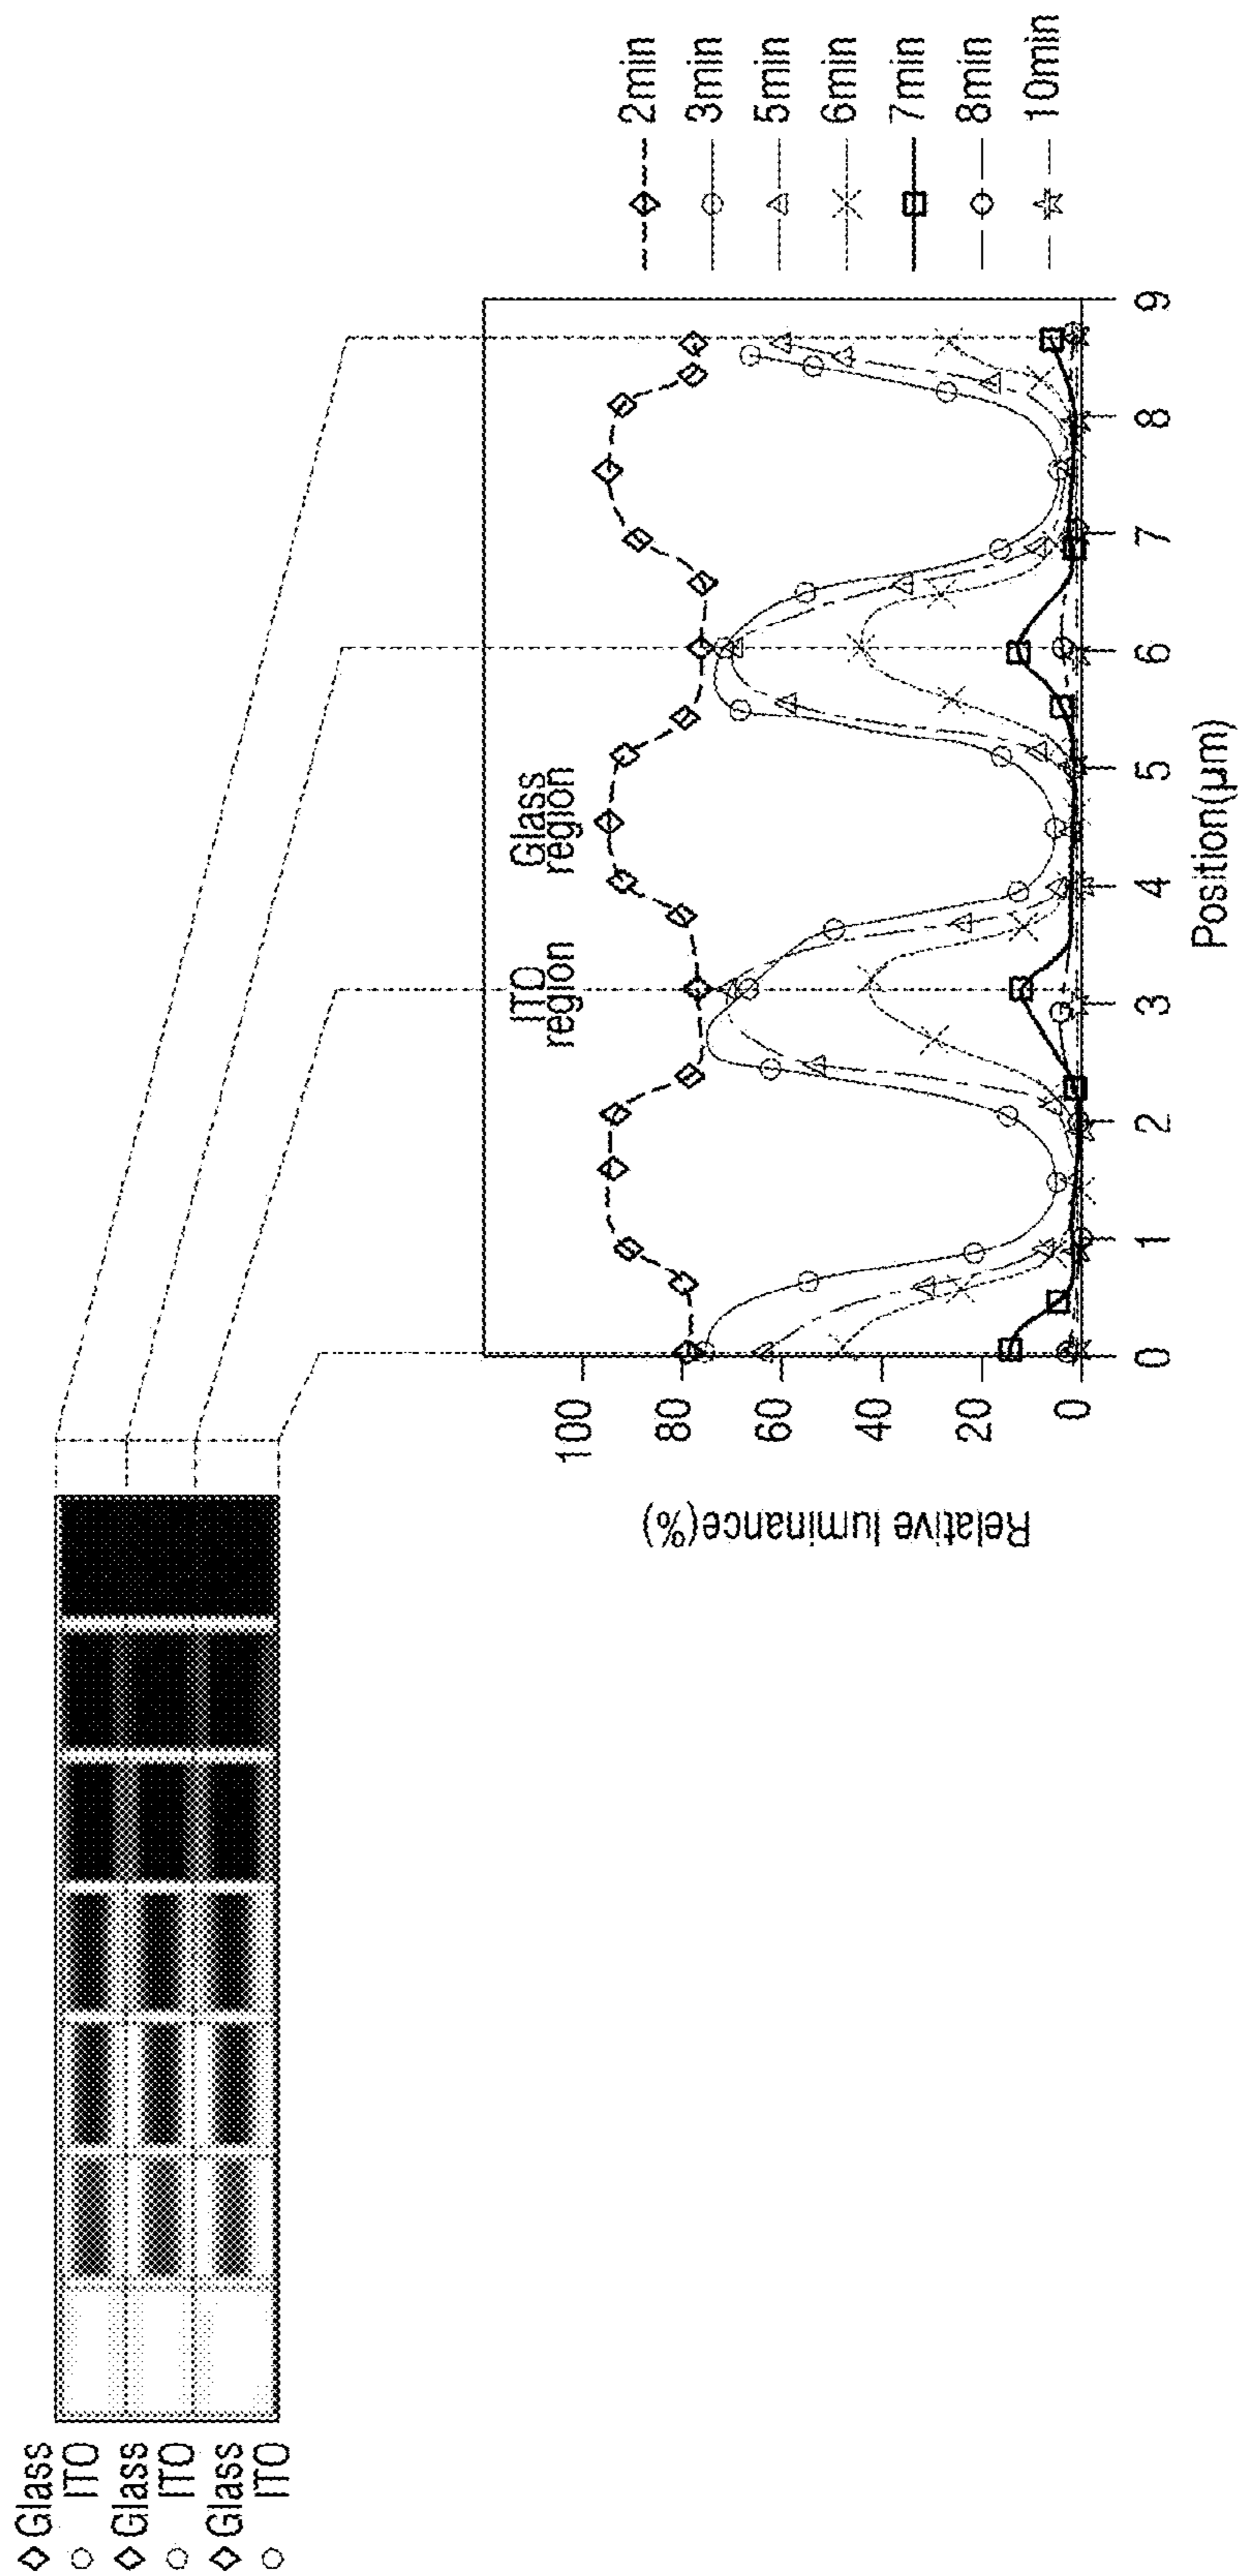 ◇ Glass
○ ITO
◇ Glass
○ ITO
◇ Glass
○ ITO
Relative luminance(%)
100
80
60
40
20
0
ITO
region
Glass
region
0 1 2 3 4 5 6 7 8 9
Position(μm)
2min
3min
5min
6min
7min
8min
10min